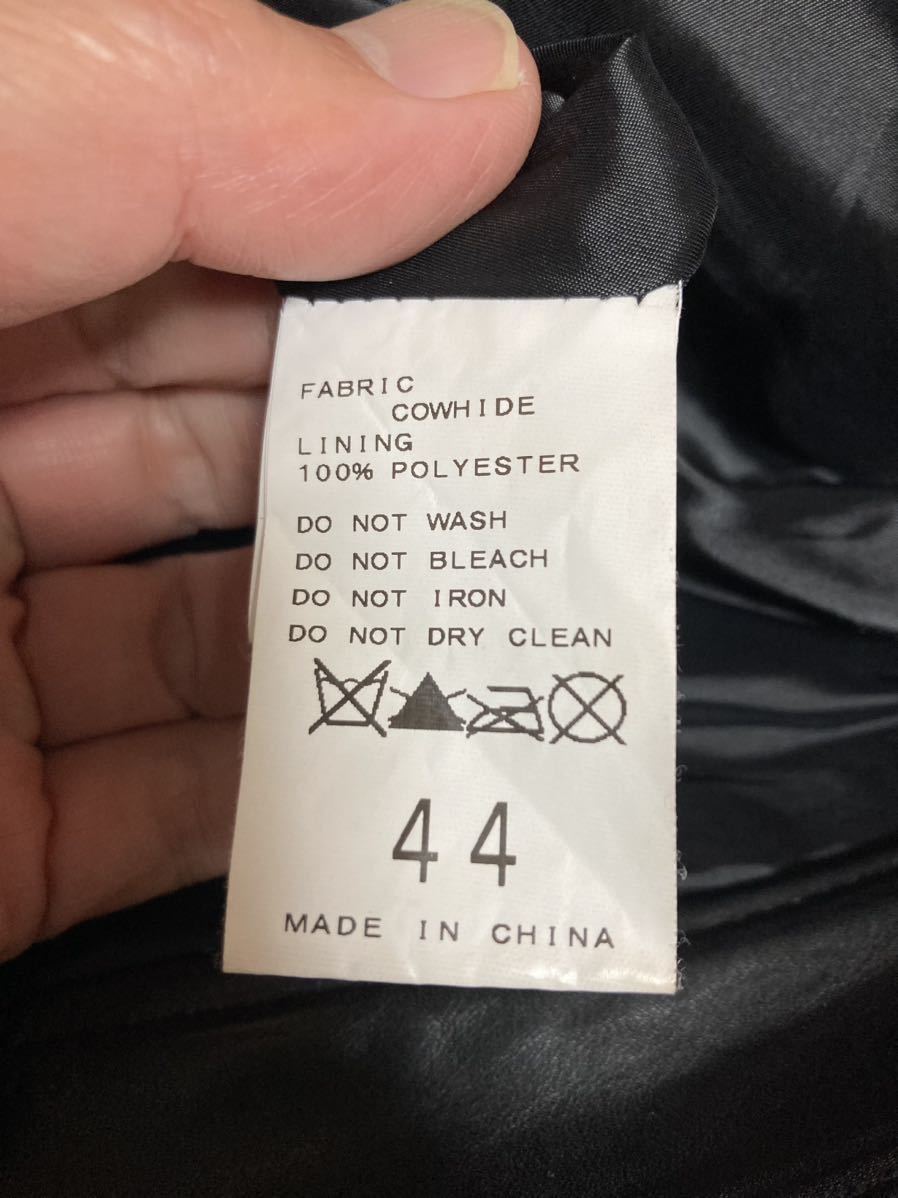 FABRIC
COWHIDE
LINING
100% POLYESTER
DO NOT WASH
DO NOT BLEACH
DO NOT IRON
DO NOT DRY CLEAN
44
MADE IN CHINA